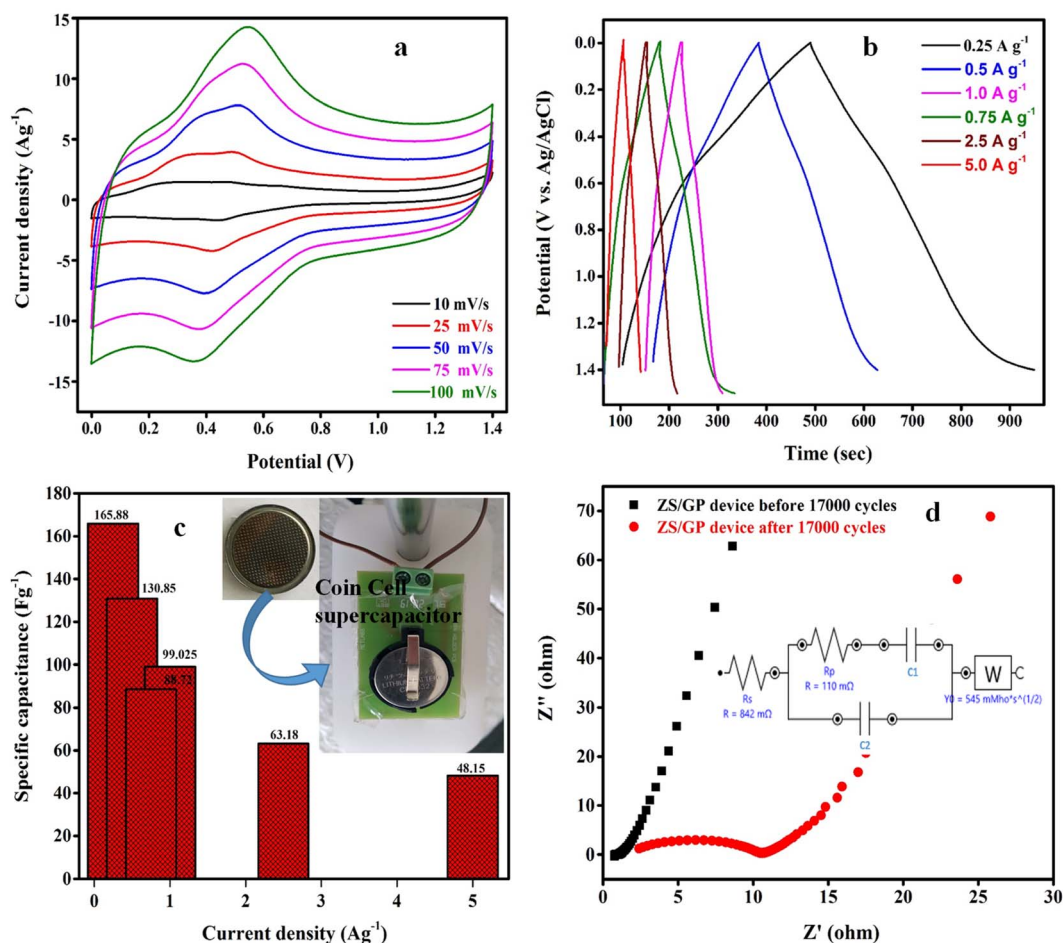 a
15
10
5
0
-5
-10
-15
Current density (Ag⁻¹)
10 mV/s
25 mV/s
50 mV/s
75 mV/s
100 mV/s
0.0 0.2 0.4 0.6 0.8 1.0 1.2 1.4
Potential (V)
b
0.0
0.2
0.4
0.6
0.8
1.0
1.2
1.4
Potential (V vs. Ag/AgCl)
0.25 A g⁻¹
0.5 A g⁻¹
1.0 A g⁻¹
0.75 A g⁻¹
2.5 A g⁻¹
5.0 A g⁻¹
100 200 300 400 500 600 700 800 900
Time (sec)
c
180
160
140
120
100
80
60
40
20
0
Specific capacitance (Fg⁻¹)
165.88
130.85
99.025
88.72
63.18
48.15
Coin Cell
supercapacitor
0 1 2 3 4 5
Current density (Ag⁻¹)
d
70
60
50
40
30
20
10
0
Z'' (ohm)
ZS/GP device before 17000 cycles
ZS/GP device after 17000 cycles
Rs
R = 842 mΩ
Rp
R = 110 mΩ
C1
C2
W
Y0 = 545 mMho*s^(1/2)
0 5 10 15 20 25 30
Z' (ohm)